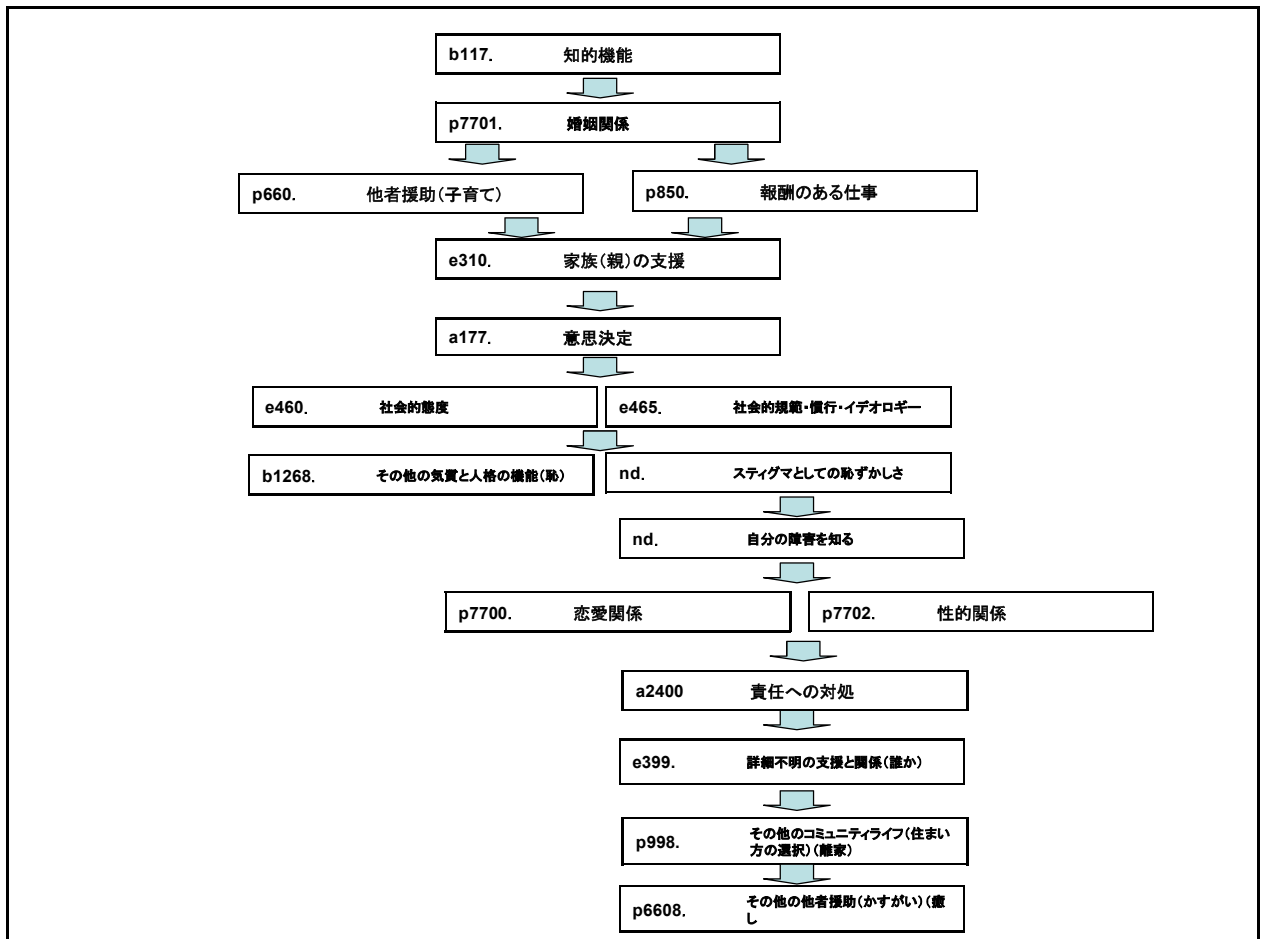 b117. 知的機能
p7701. 婚姻関係
p660. 他者援助(子育て)
p850. 報酬のある仕事
e310. 家族(親)の支援
a177. 意思決定
e460. 社会的態度
e465. 社会的規範・慣行・イデオロギー
b1268. その他の気質と人格の機能(恥)
nd. スティグマとしての恥ずかしさ
nd. 自分の障害を知る
p7700. 恋愛関係
p7702. 性的関係
a2400 責任への対処
e399. 詳細不明の支援と関係(誰か)
p998. その他のコミュニティライフ(住まい
方の選択)(離家)
p6608. その他の他者援助(かすがい)(癒
し